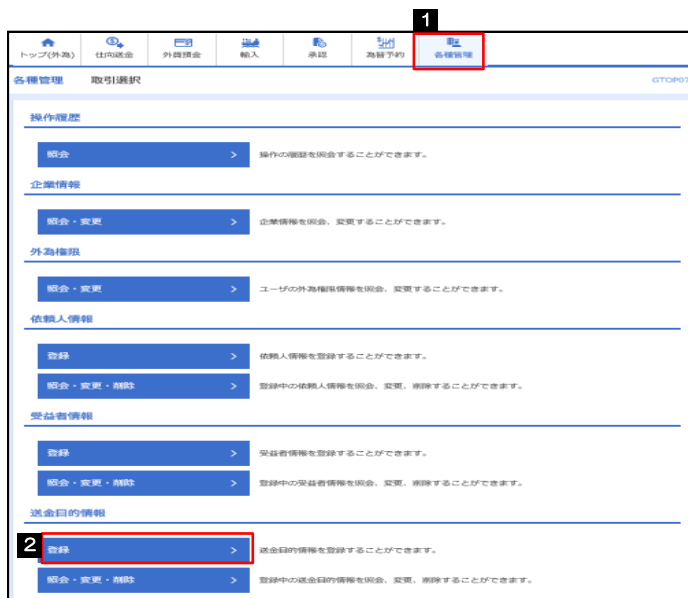 1
トップ(外為) 仕向送金 外貨預金 輸入 承認 為替予約 各種管理
各種管理 取引選択 GTOP07
操作履歴
照会 > 操作の履歴を照会することができます。
企業情報
照会・変更 > 企業情報を照会、変更することができます。
外為権限
照会・変更 > ユーザの外為権限情報を照会、変更することができます。
依頼人情報
登録 > 依頼人情報を登録することができます。
照会・変更・削除 > 登録中の依頼人情報を照会、変更、削除することができます。
受益者情報
登録 > 受益者情報を登録することができます。
照会・変更・削除 > 登録中の受益者情報を照会、変更、削除することができます。
送金目的情報
2 登録 > 送金目的情報を登録することができます。
照会・変更・削除 > 登録中の送金目的情報を照会、変更、削除することができます。